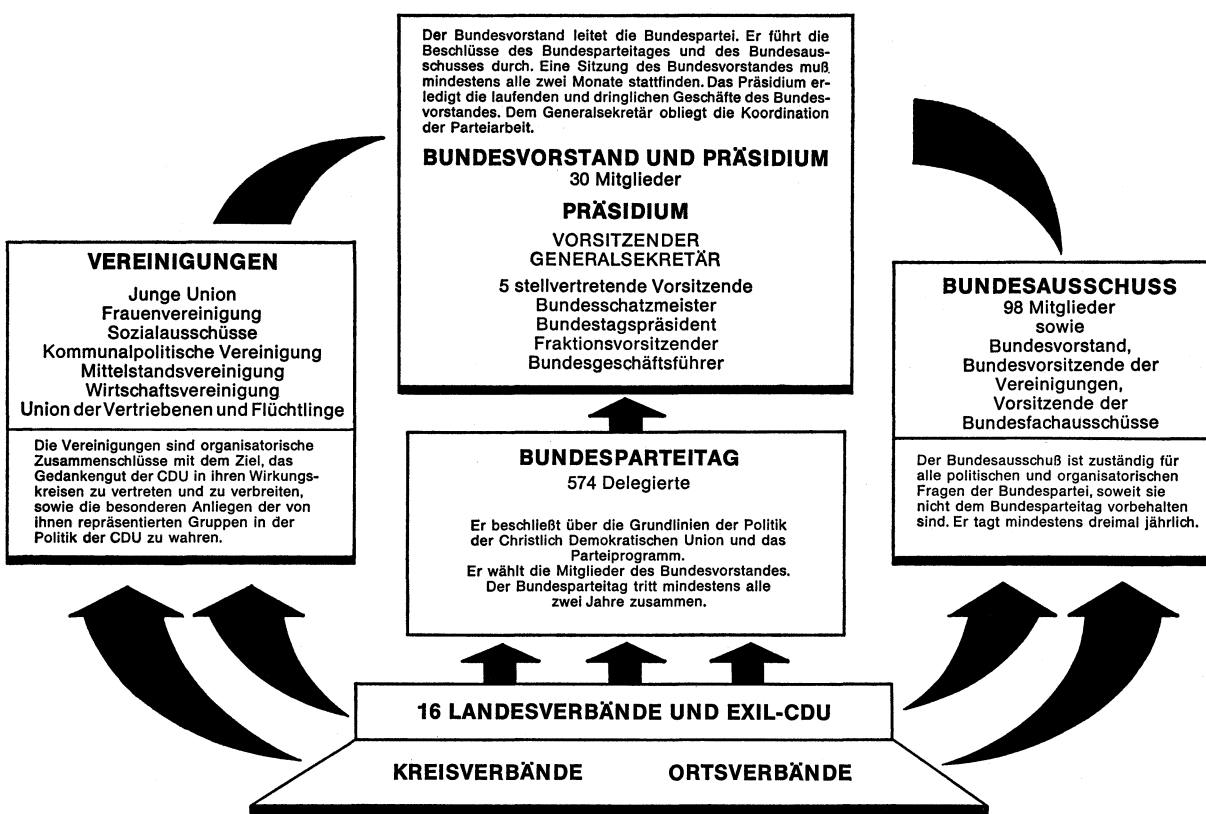 Der Bundesvorstand leitet die Bundespartei. Er führt die
Beschlüsse des Bundesparteitages und des Bundesaus-
schusses durch. Eine Sitzung des Bundesvorstandes muß
mindestens alle zwei Monate stattfinden. Das Präsidium er-
ledigt die laufenden und dringlichen Geschäfte des Bundes-
vorstandes. Dem Generalsekretär obliegt die Koordination
der Parteiarbeit.
BUNDESVORSTAND UND PRÄSIDIUM
30 Mitglieder
PRÄSIDIUM
VORSITZENDER
GENERALSEKRETÄR
5 stellvertretende Vorsitzende
Bundesschatzmeister
Bundestagspräsident
Fraktionsvorsitzender
Bundesgeschäftsführer
VEREINIGUNGEN
Junge Union
Frauenvereinigung
Sozialausschüsse
Kommunalpolitische Vereinigung
Mittelstandsvereinigung
Wirtschaftsvereinigung
Union der Vertriebenen und Flüchtlinge
Die Vereinigungen sind organisatorische
Zusammenschlüsse mit dem Ziel, das
Gedankengut der CDU in ihren Wirkungs-
kreisen zu vertreten und zu verbreiten,
sowie die besonderen Anliegen der von
ihnen repräsentierten Gruppen in der
Politik der CDU zu wahren.
BUNDESPARTEITAG
574 Delegierte
Er beschließt über die Grundlinien der Politik
der Christlich Demokratischen Union und das
Parteiprogramm.
Er wählt die Mitglieder des Bundesvorstandes.
Der Bundesparteitag tritt mindestens alle
zwei Jahre zusammen.
BUNDESAUSSCHUSS
98 Mitglieder
sowie
Bundesvorstand,
Bundesvorsitzende der
Vereinigungen,
Vorsitzende der
Bundesfachausschüsse
Der Bundesausschuß ist zuständig für
alle politischen und organisatorischen
Fragen der Bundespartei, soweit sie
nicht dem Bundesparteitag vorbehalten
sind. Er tagt mindestens dreimal jährlich.
16 LANDESVERBÄNDE UND EXIL-CDU
KREISVERBÄNDE ORTSVERBÄNDE